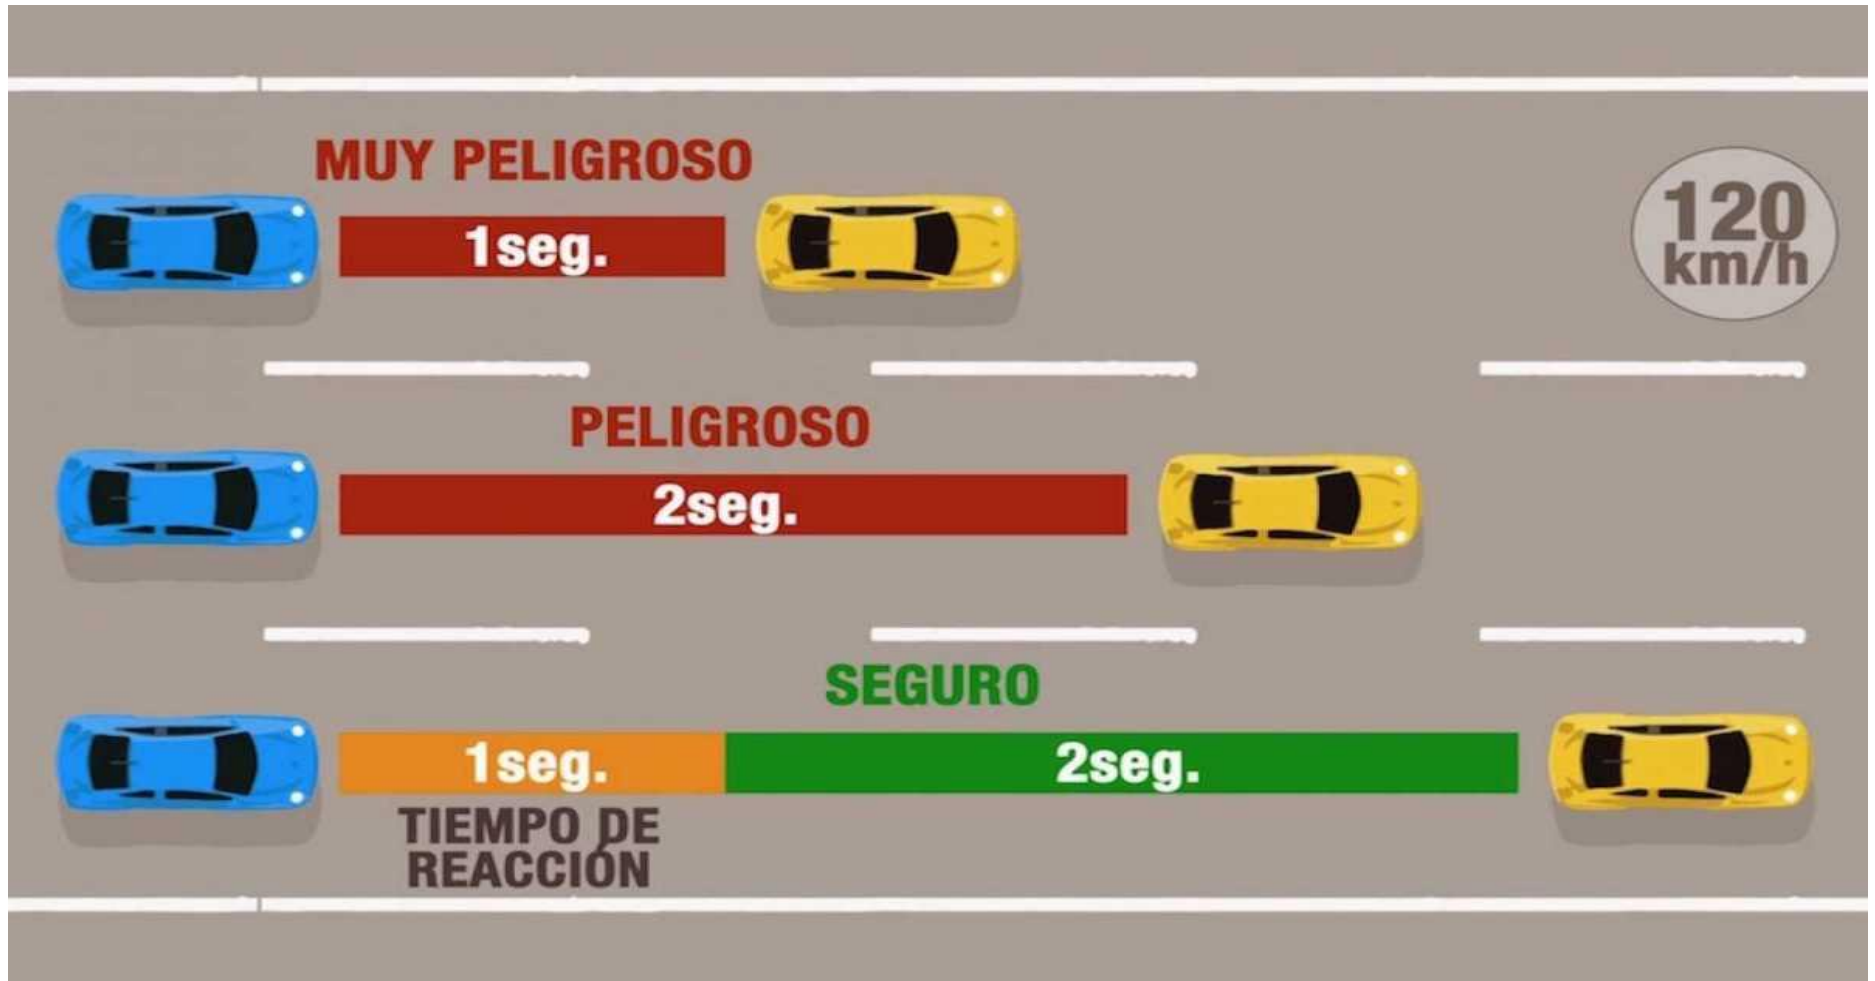 MUY PELIGROSO
1seg.
120
km/h
PELIGROSO
2seg.
SEGURO
1seg.
2seg.
TIEMPO DE
REACCIÓN